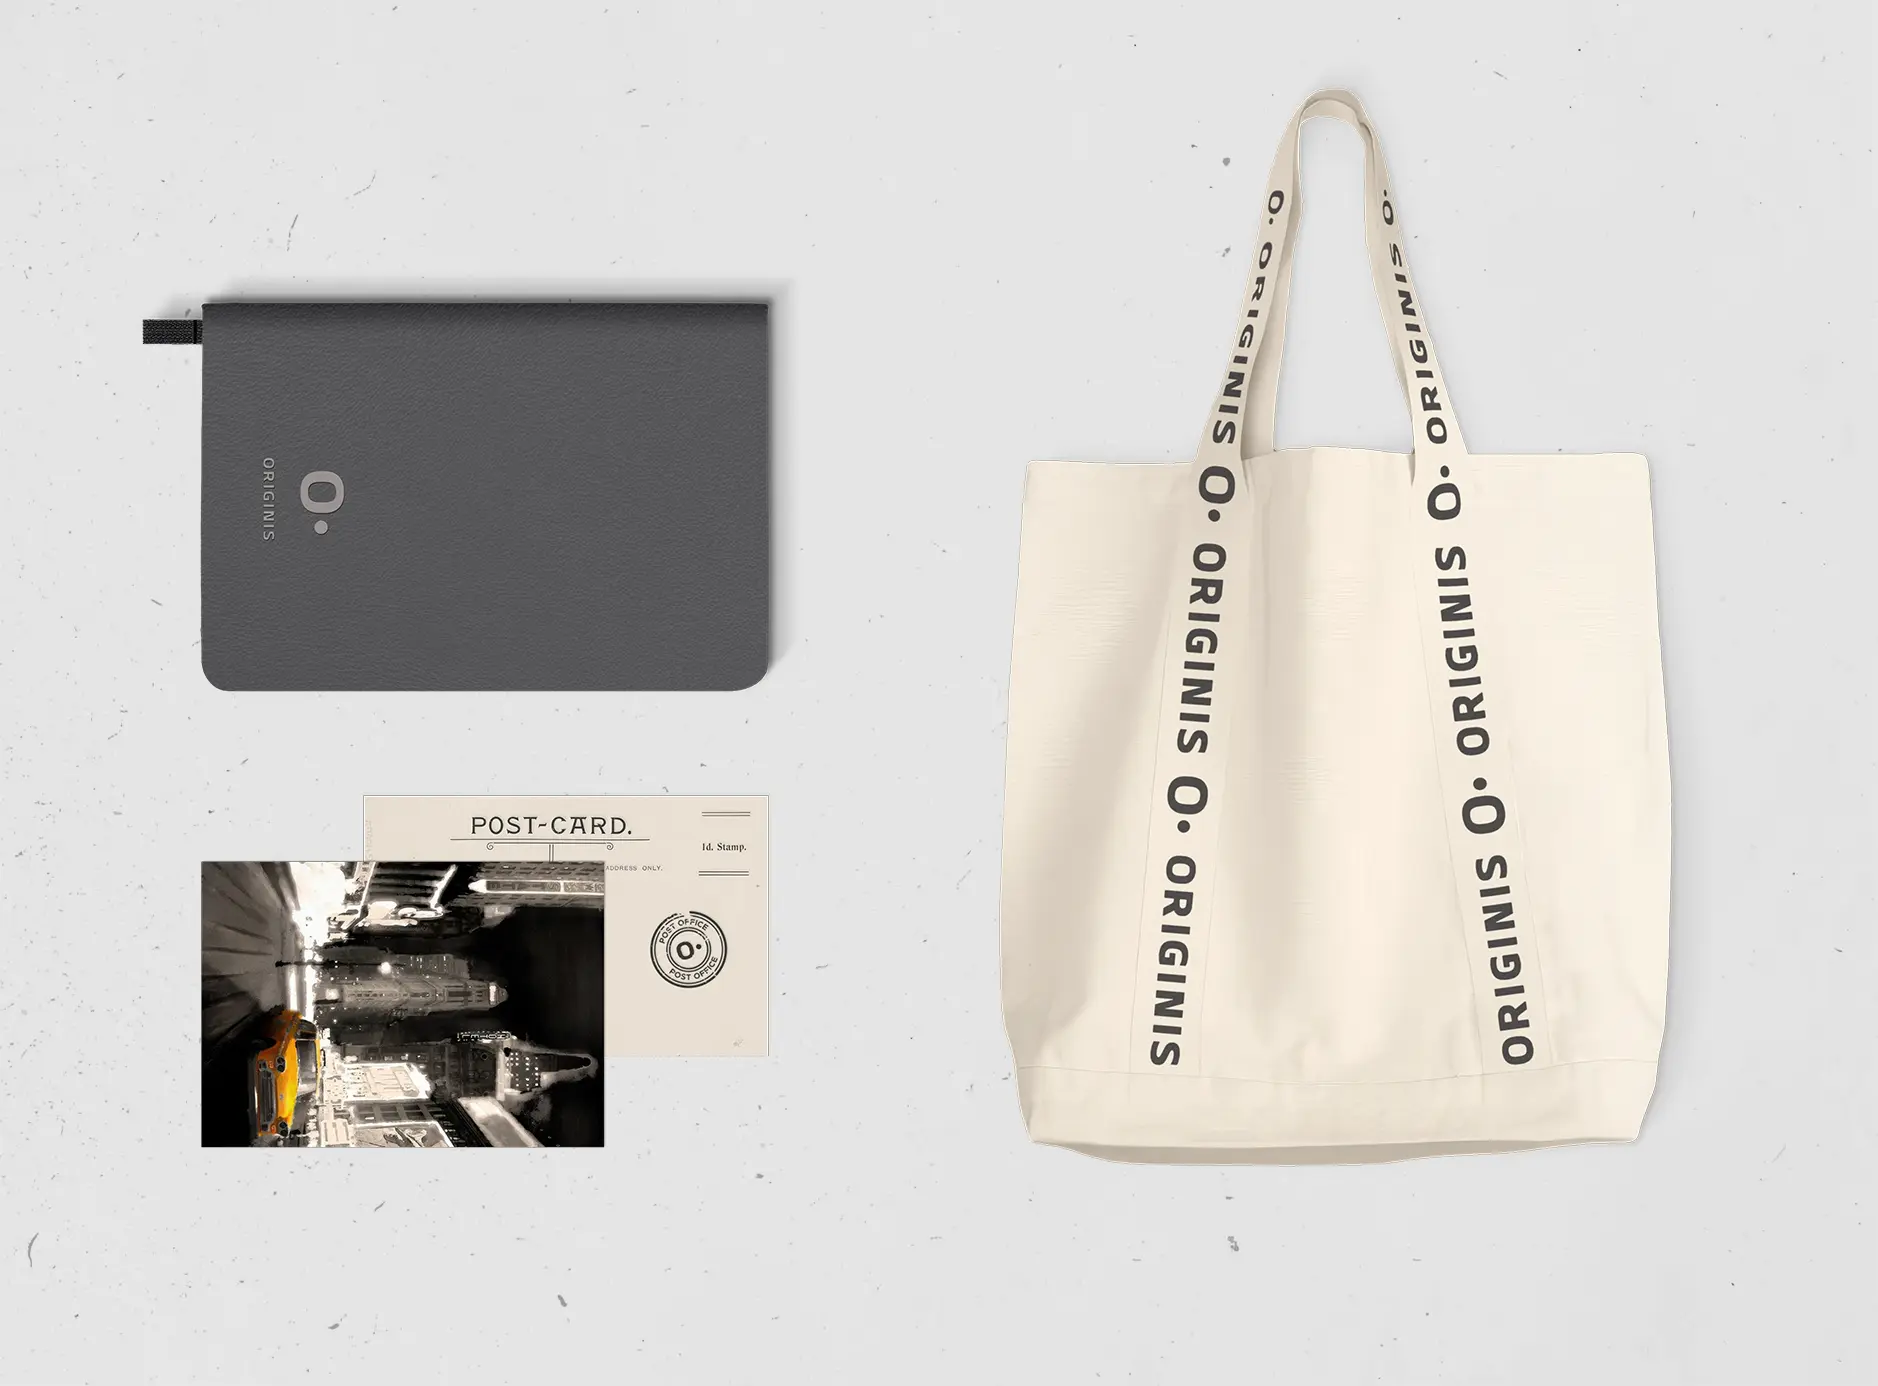 O.
ORIGINIS
POST-CARD.
1d. Stamp.
ADDRESS ONLY.
POST OFFICE
O.
POST OFFICE
O. ORIGINIS O. ORIGINIS O. ORIGINIS
ORIGINIS O. ORIGINIS O. ORIGINIS O.